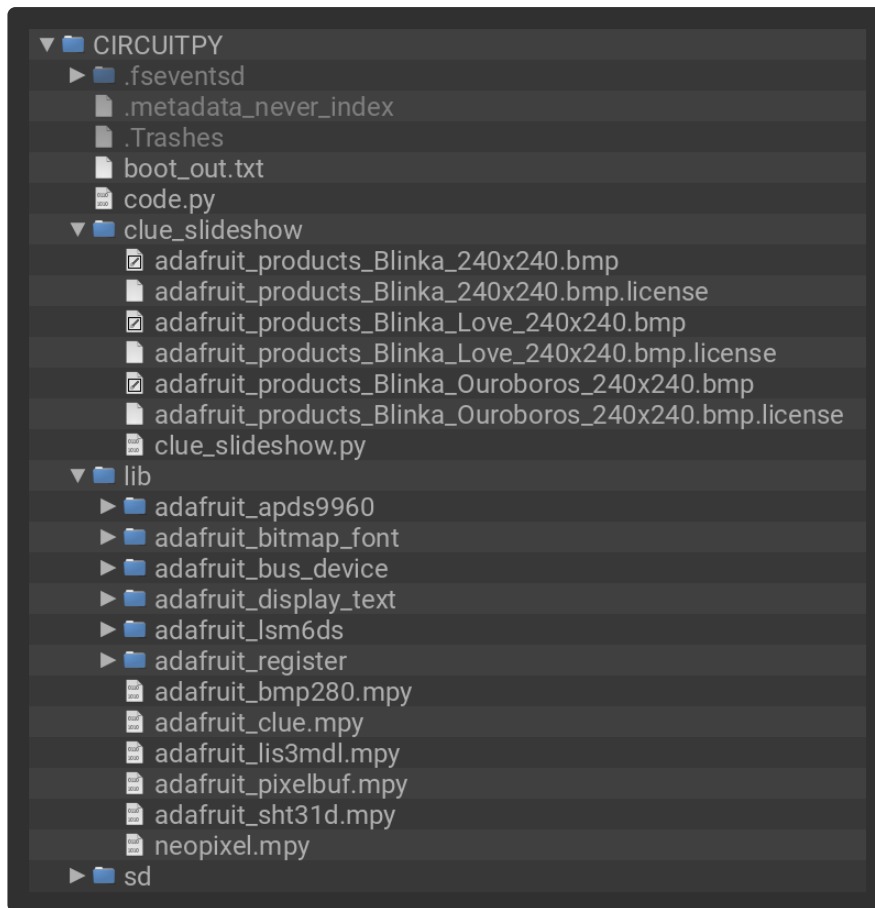 CIRCUITPY
.fseventsd
.metadata_never_index
.Trashes
boot_out.txt
code.py
clue_slideshow
adafruit_products_Blinka_240x240.bmp
adafruit_products_Blinka_240x240.bmp.license
adafruit_products_Blinka_Love_240x240.bmp
adafruit_products_Blinka_Love_240x240.bmp.license
adafruit_products_Blinka_Ouroboros_240x240.bmp
adafruit_products_Blinka_Ouroboros_240x240.bmp.license
clue_slideshow.py
lib
adafruit_apds9960
adafruit_bitmap_font
adafruit_bus_device
adafruit_display_text
adafruit_lsm6ds
adafruit_register
adafruit_bmp280.mpy
adafruit_clue.mpy
adafruit_lis3mdl.mpy
adafruit_pixelbuf.mpy
adafruit_sht31d.mpy
neopixel.mpy
sd